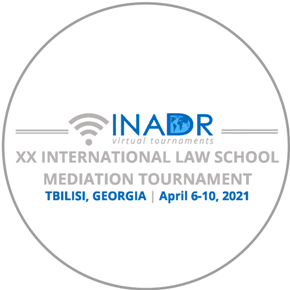 INADR
virtual tournaments
XX INTERNATIONAL LAW SCHOOL
MEDIATION TOURNAMENT
TBILISI, GEORGIA | April 6-10, 2021